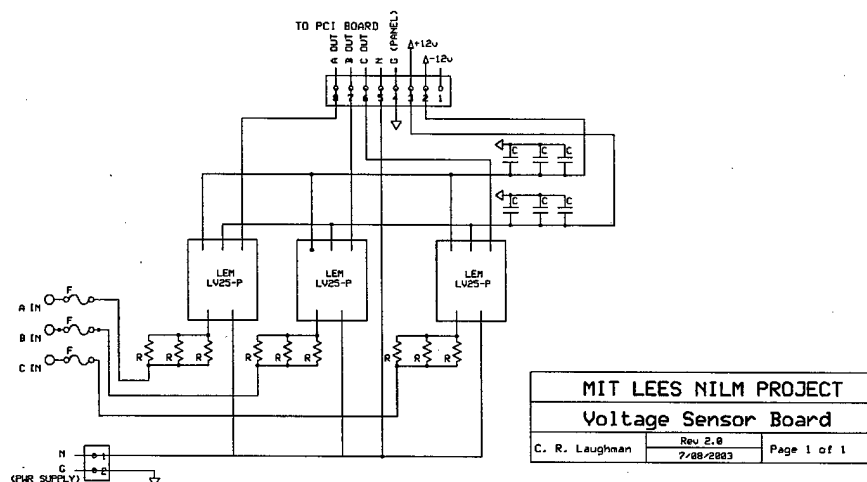 TO PCI BOARD
A OUT
B OUT
C OUT
N
G (PANEL)
+12v
-12v
8 7 6 5 4 3 2 1
C C C
C C C
LEM
LV25-P
LEM
LV25-P
LEM
LV25-P
A IN F
B IN F
C IN F
R R R
R R R
R R R
N 1
G 2
(PWR SUPPLY)
MIT LEES NILM PROJECT
Voltage Sensor Board
C. R. Laughman
Rev 2.0
7/08/2003
Page 1 of 1